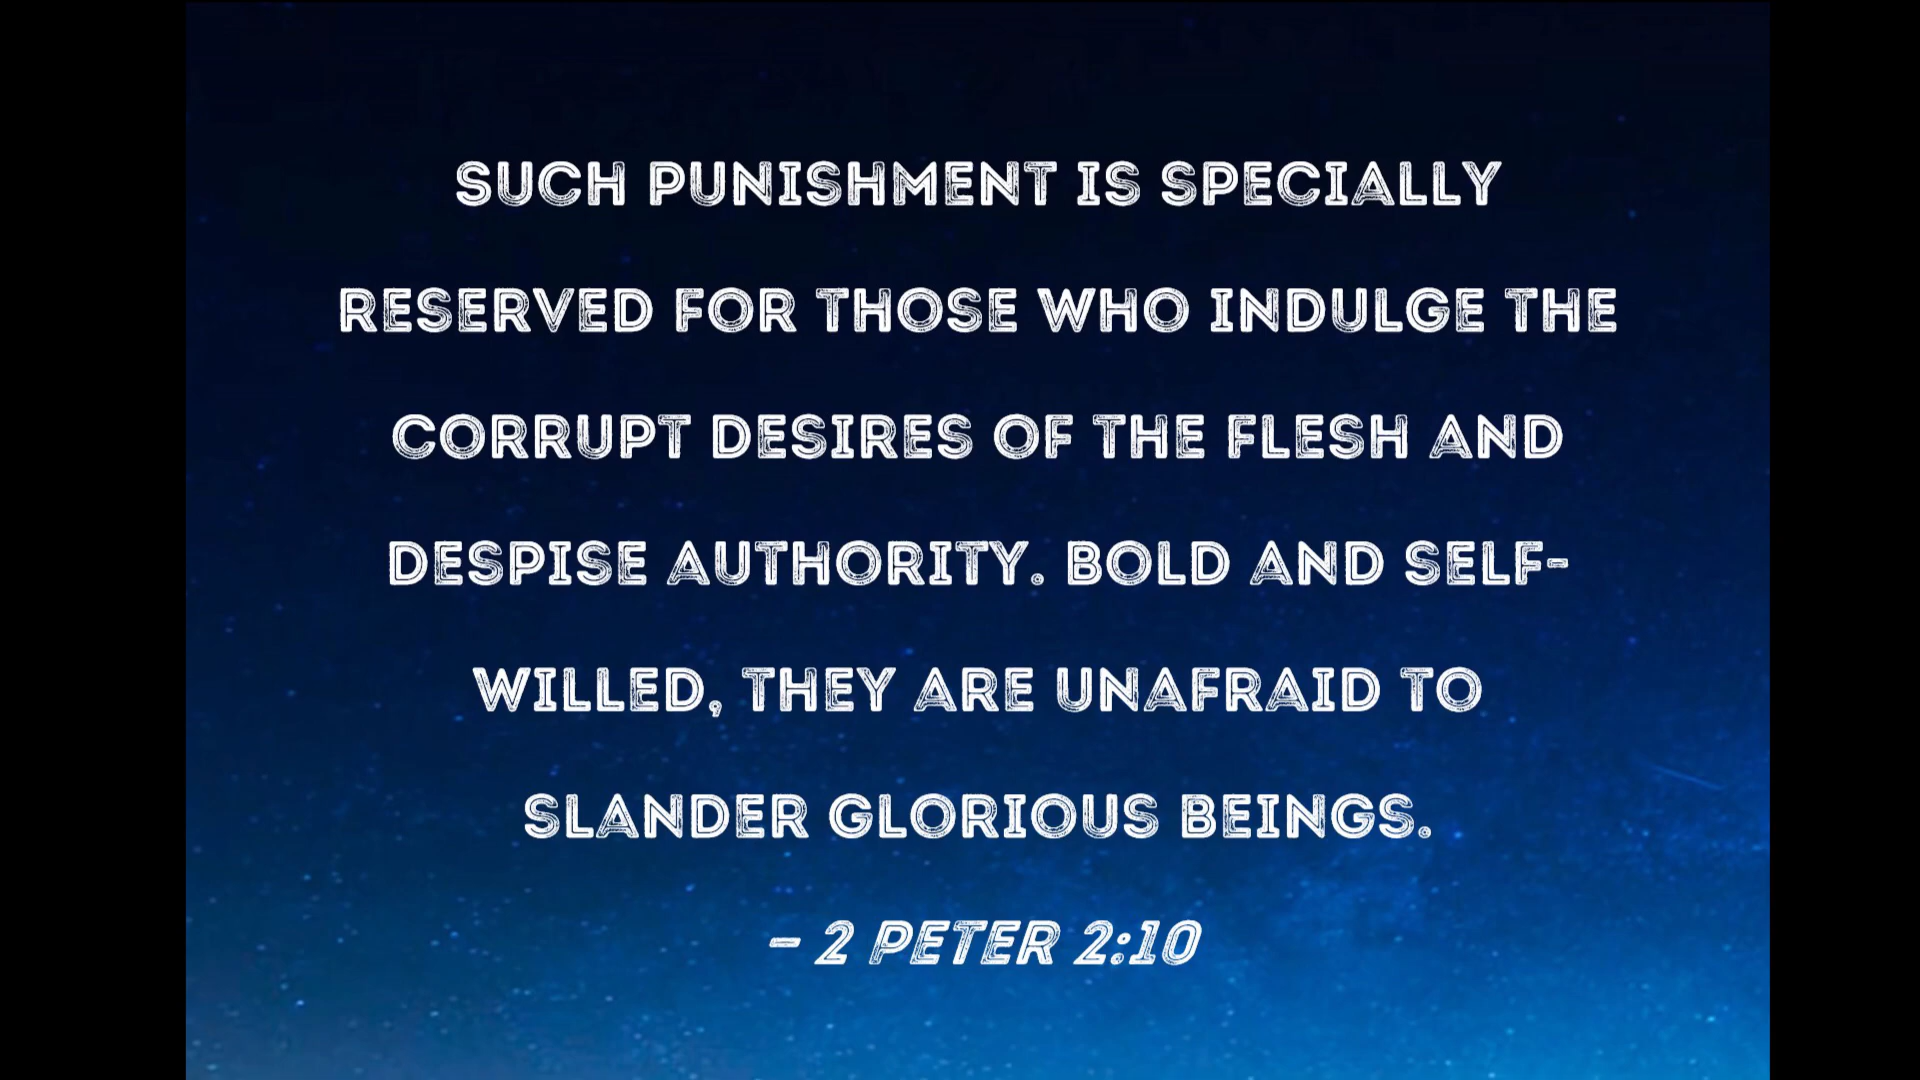 SUCH PUNISHMENT IS SPECIALLY
RESERVED FOR THOSE WHO INDULGE THE
CORRUPT DESIRES OF THE FLESH AND
DESPISE AUTHORITY. BOLD AND SELF-
WILLED, THEY ARE UNAFRAID TO
SLANDER GLORIOUS BEINGS.
– 2 PETER 2:10